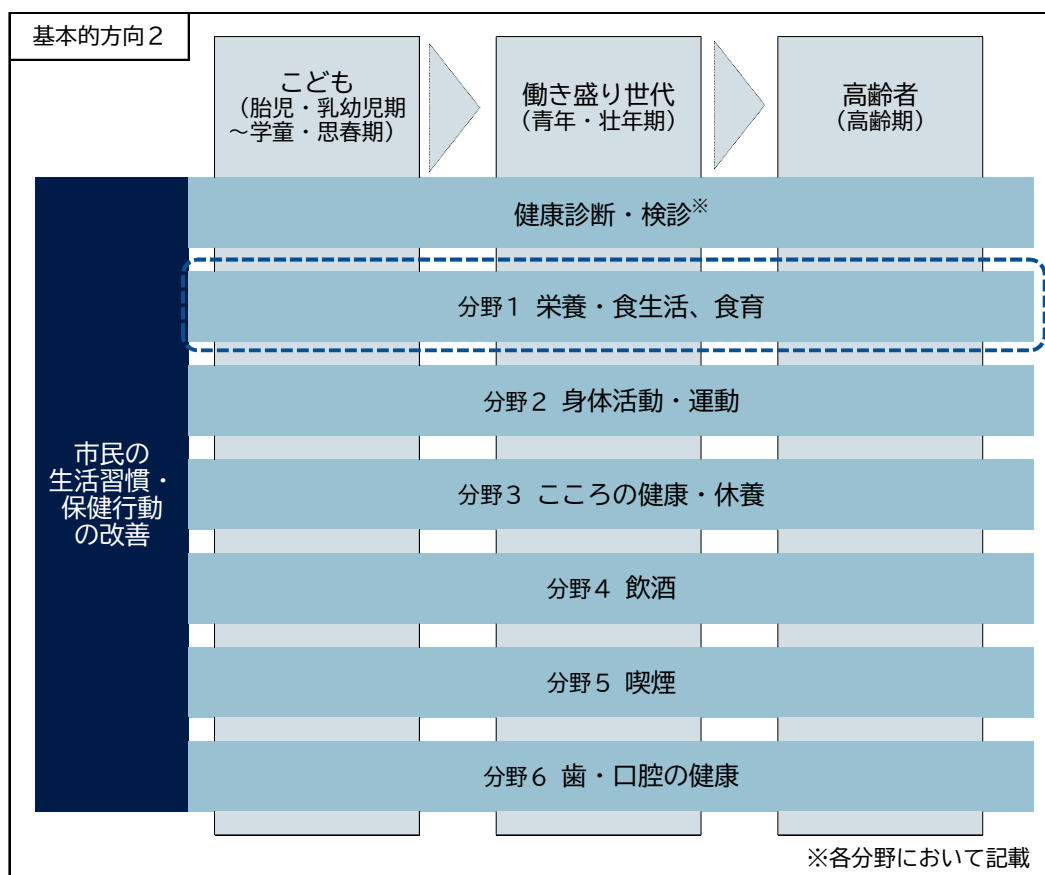 基本的方向2
こども
（胎児・乳幼児期
～学童・思春期）
働き盛り世代
（青年・壮年期）
高齢者
（高齢期）
市民の
生活習慣・
保健行動
の改善
健康診断・検診※
分野1 栄養・食生活、食育
分野2 身体活動・運動
分野3 こころの健康・休養
分野4 飲酒
分野5 喫煙
分野6 歯・口腔の健康
※各分野において記載